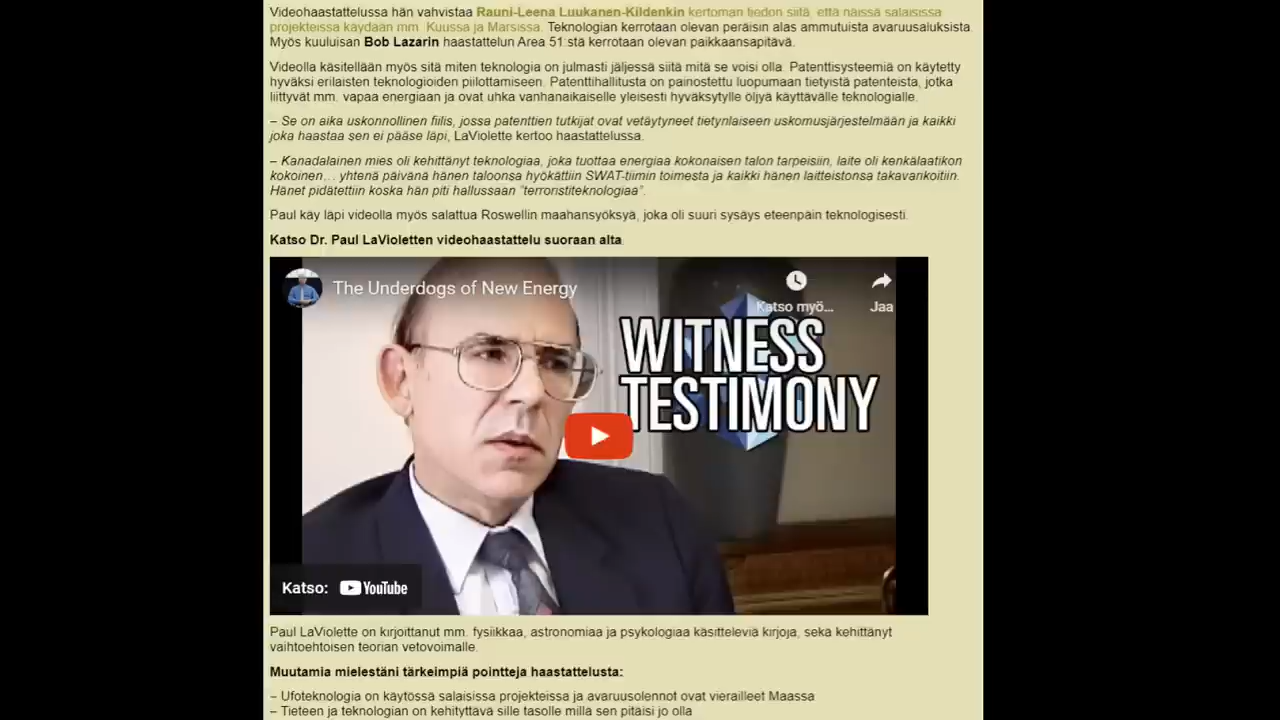 Videohaastattelussa hän vahvistaa Rauni-Leena Luukanen-Kildenkin kertoman tiedon siitä, että näissä salaisissa
projekteissa käydään mm. Kuussa ja Marsissa. Teknologian kerrotaan olevan peräisin alas ammutuista avaruusaluksista.
Myös kuuluisan Bob Lazarin haastattelun Area 51:stä kerrotaan olevan paikkaansapitävä.
Videolla käsitellään myös sitä miten teknologia on julmasti jäljessä siitä mitä se voisi olla. Patenttisysteemiä on käytetty
hyväksi erilaisten teknologioiden piilottamiseen. Patenttihallitusta on painostettu luopumaan tietyistä patenteista, jotka
liittyvät mm. vapaa energiaan ja ovat uhka vanhanaikaiselle yleisesti hyväksytylle öljyä käyttävälle teknologialle.
– Se on aika uskonnollinen fiilis, jossa patenttien tutkijat ovat vetäytyneet tietynlaiseen uskomusjärjestelmään ja kaikki
joka haastaa sen ei pääse läpi, LaViolette kertoo haastattelussa.
– Kanadalainen mies oli kehittänyt teknologiaa, joka tuottaa energiaa kokonaisen talon tarpeisiin, laite oli kenkälaatikon
kokoinen… yhtenä päivänä hänen taloonsa hyökättiin SWAT-tiimin toimesta ja kaikki hänen laitteistonsa takavarikoitiin.
Hänet pidätettiin koska hän piti hallussaan "terroristiteknologiaa".
Paul käy läpi videolla myös salattua Roswellin maahansyöksyä, joka oli suuri sysäys eteenpäin teknologisesti.
Katso Dr. Paul LaVioletten videohaastattelu suoraan alta.
The Underdogs of New Energy
Katso myö...
Jaa
WITNESS
TESTIMONY
Katso: YouTube
Paul LaViolette on kirjoittanut mm. fysiikkaa, astronomiaa ja psykologiaa käsitteleviä kirjoja, sekä kehittänyt
vaihtoehtoisen teorian vetovoimalle.
Muutamia mielestäni tärkeimpiä pointteja haastattelusta:
– Ufoteknologia on käytössä salaisissa projekteissa ja avaruusolennot ovat vierailleet Maassa
– Tieteen ja teknologian on kehityttävä sille tasolle millä sen pitäisi jo olla